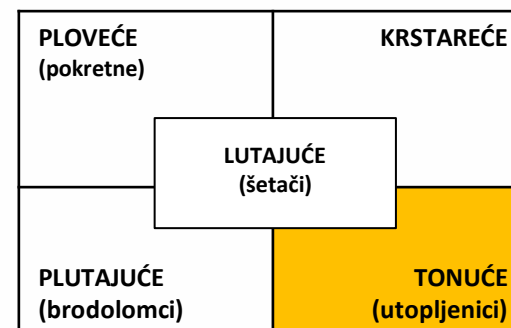 PLOVEĆE
(pokretne)
KRSTAREĆE
LUTAJUĆE
(šetači)
PLUTAJUĆE
(brodolomci)
TONUĆE
(utopljenici)